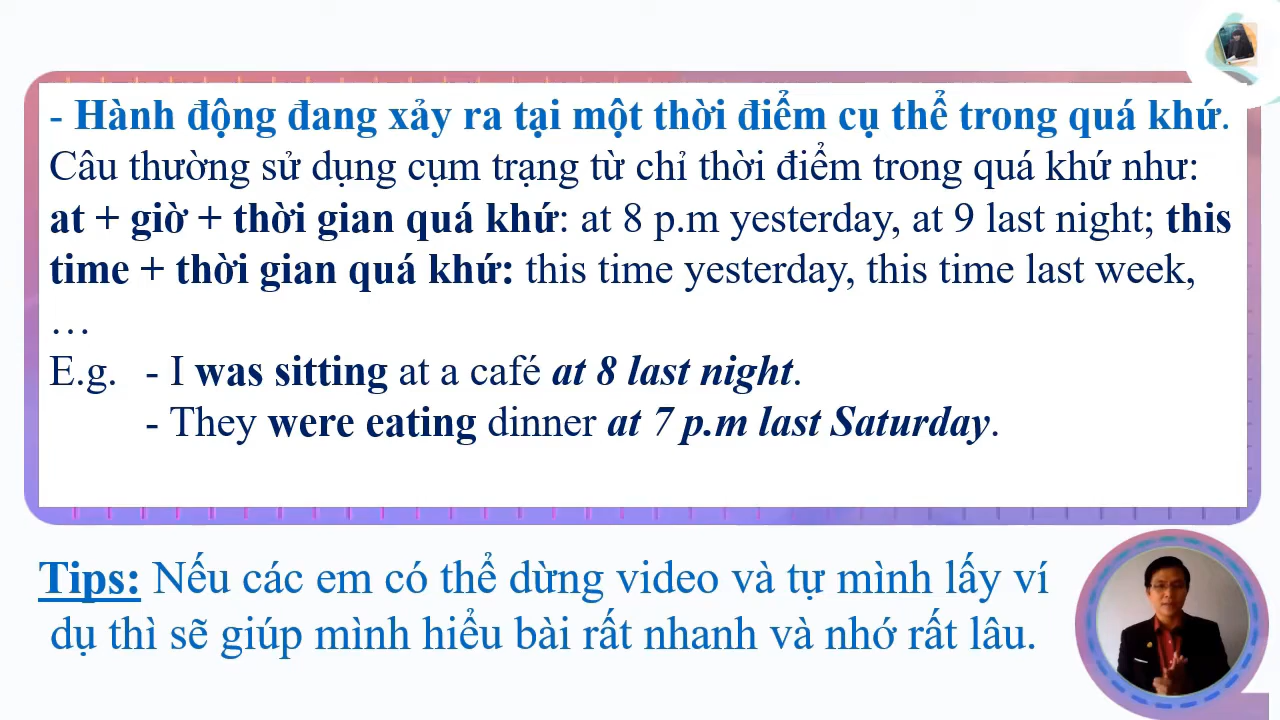 - Hành động đang xảy ra tại một thời điểm cụ thể trong quá khứ.
Câu thường sử dụng cụm trạng từ chỉ thời điểm trong quá khứ như:
at + giờ + thời gian quá khứ: at 8 p.m yesterday, at 9 last night; this
time + thời gian quá khứ: this time yesterday, this time last week,
…
E.g. - I was sitting at a café at 8 last night.
- They were eating dinner at 7 p.m last Saturday.
Tips: Nếu các em có thể dừng video và tự mình lấy ví
dụ thì sẽ giúp mình hiểu bài rất nhanh và nhớ rất lâu.